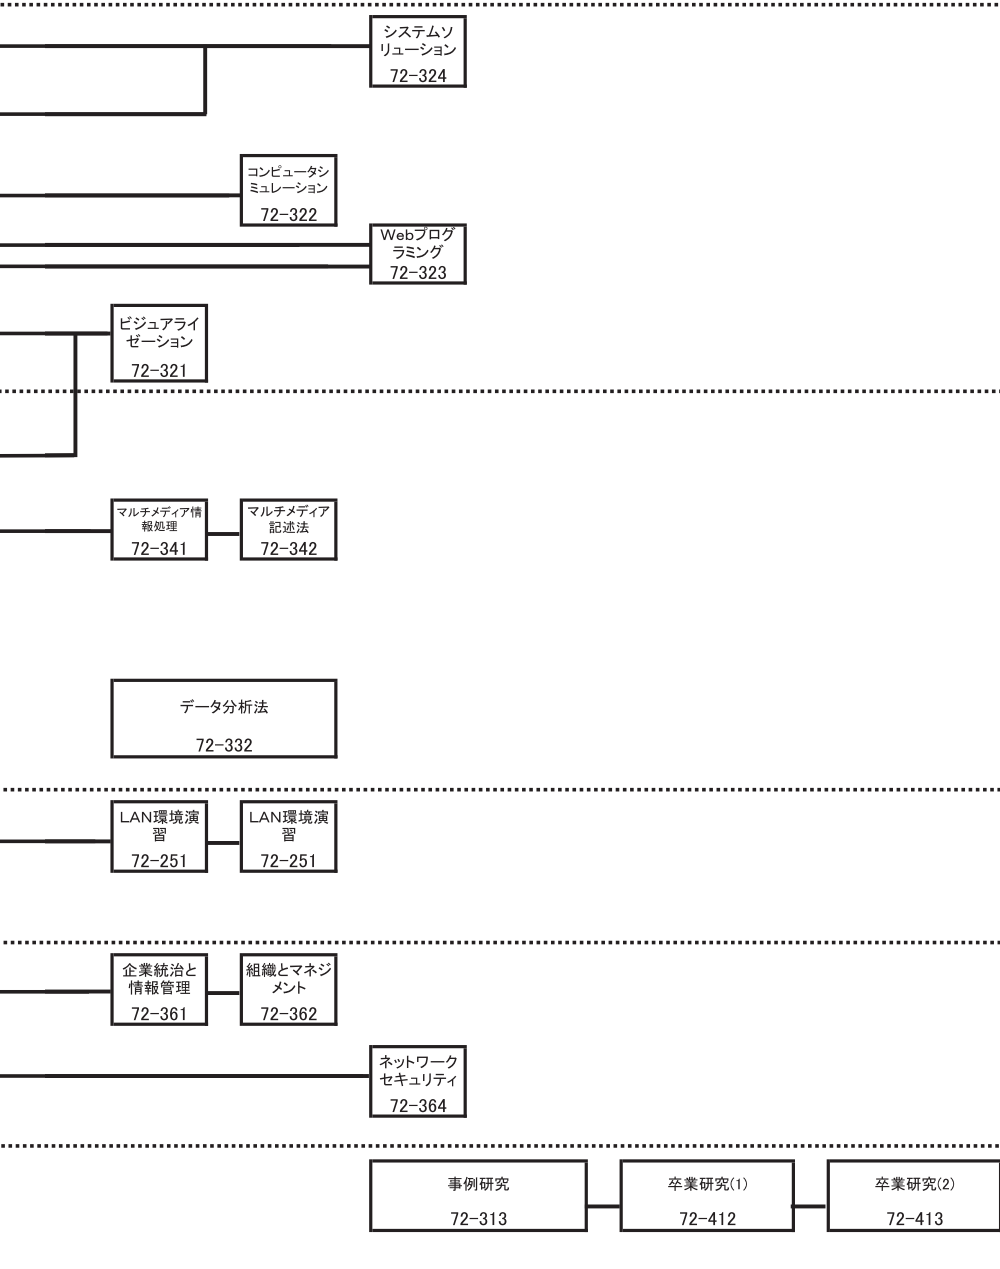 システムソ
リューション
72-324
コンピュータシ
ミュレーション
72-322
Webプログ
ラミング
72-323
ビジュアライ
ゼーション
72-321
マルチメディア情
報処理
72-341
マルチメディア
記述法
72-342
データ分析法
72-332
LAN環境演
習
72-251
LAN環境演
習
72-251
企業統治と
情報管理
72-361
組織とマネジ
メント
72-362
ネットワーク
セキュリティ
72-364
事例研究
72-313
卒業研究(1)
72-412
卒業研究(2)
72-413